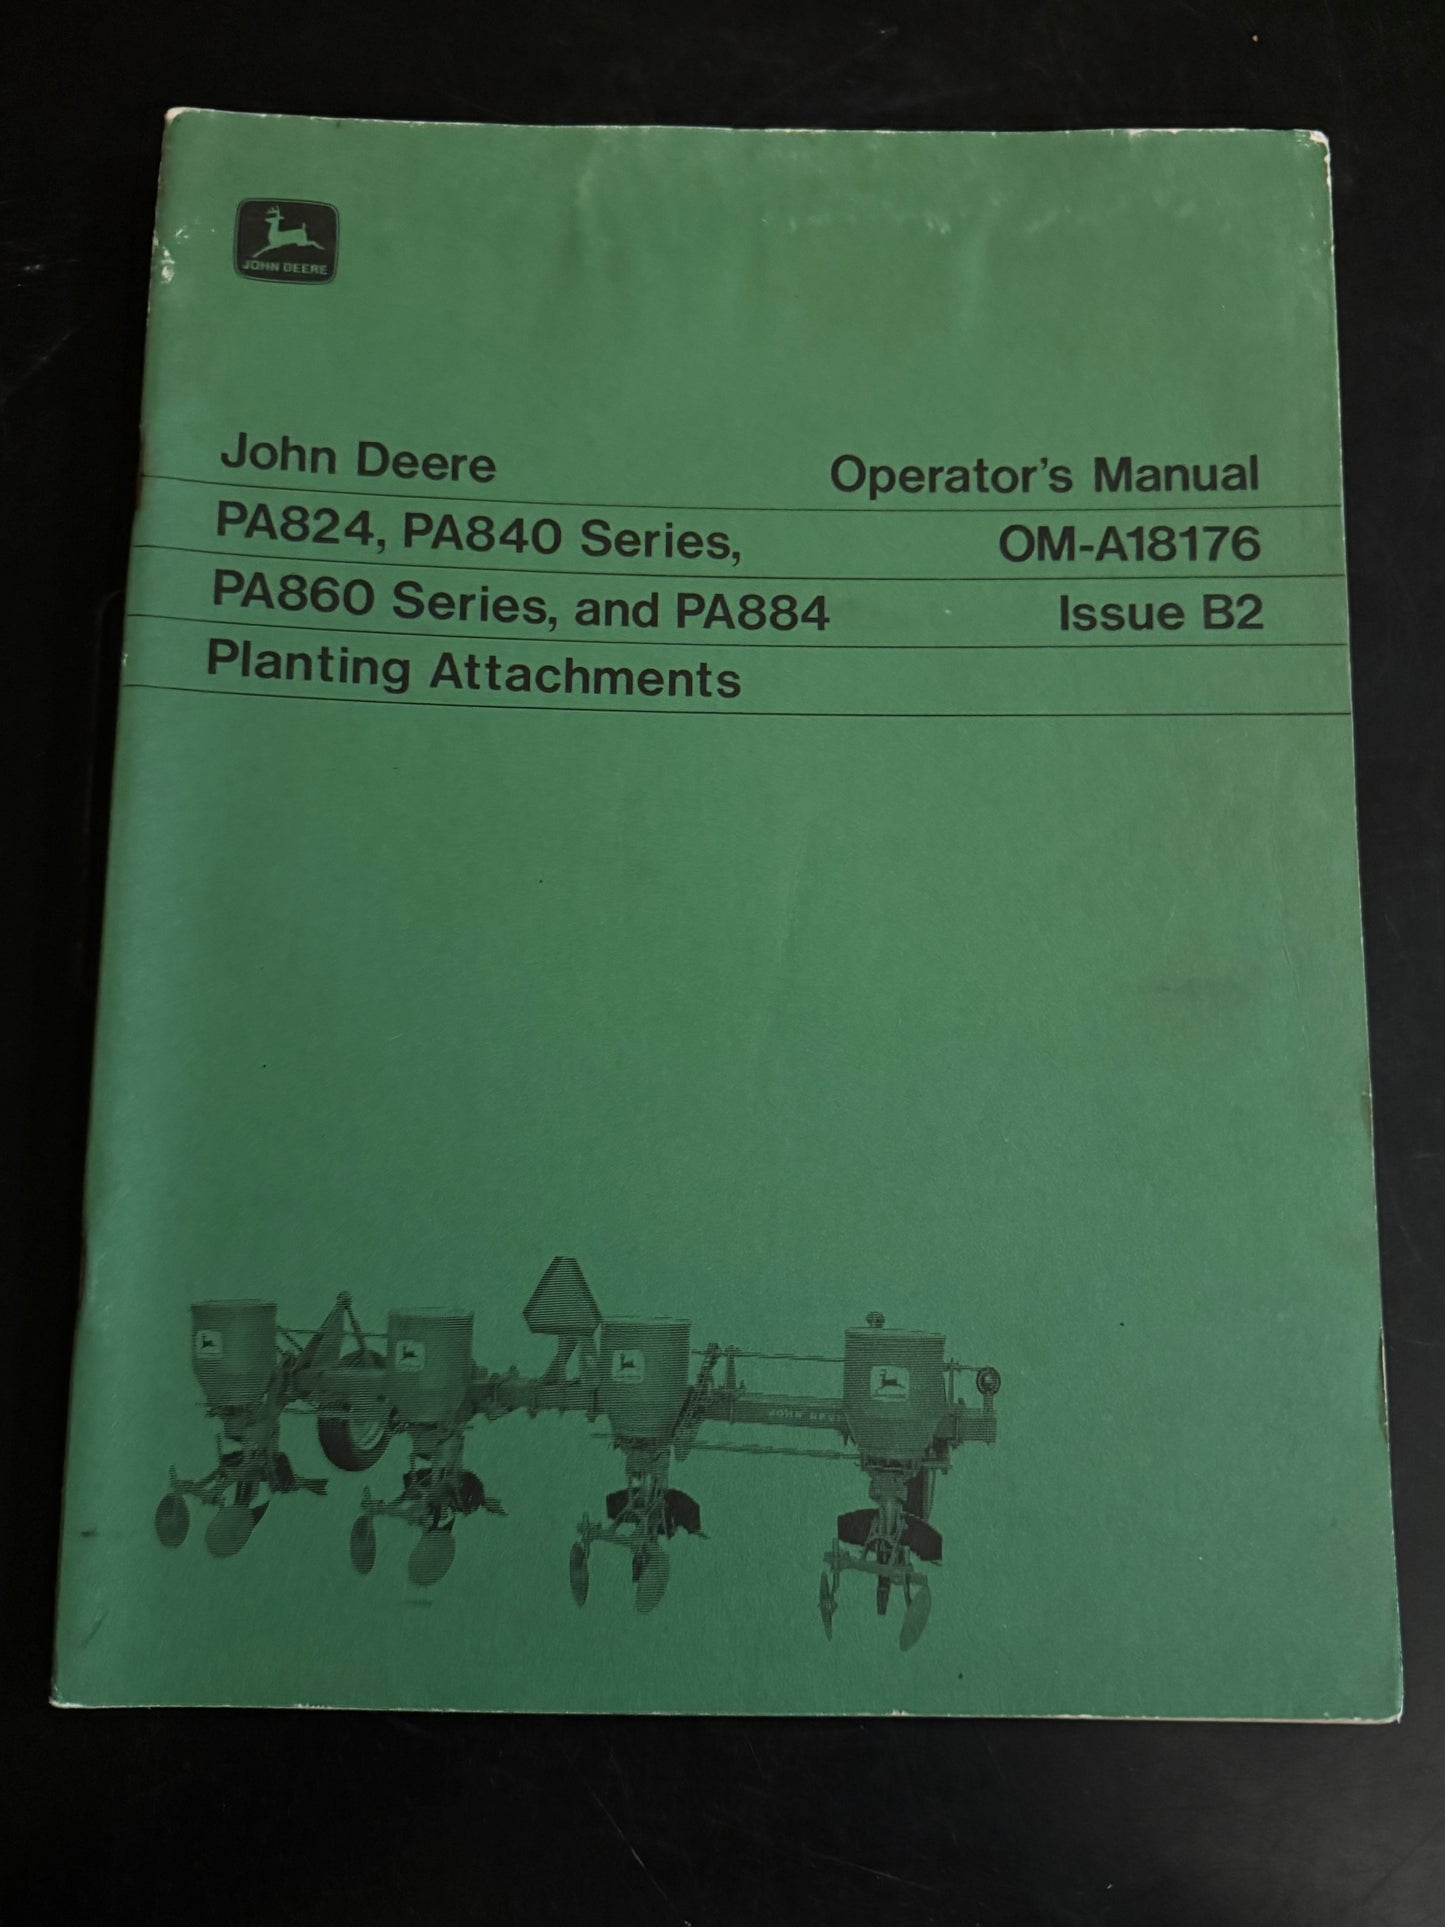 JOHN DEERE
John Deere
PA824, PA840 Series,
PA860 Series, and PA884
Planting Attachments
Operator's Manual
OM-A18176
Issue B2